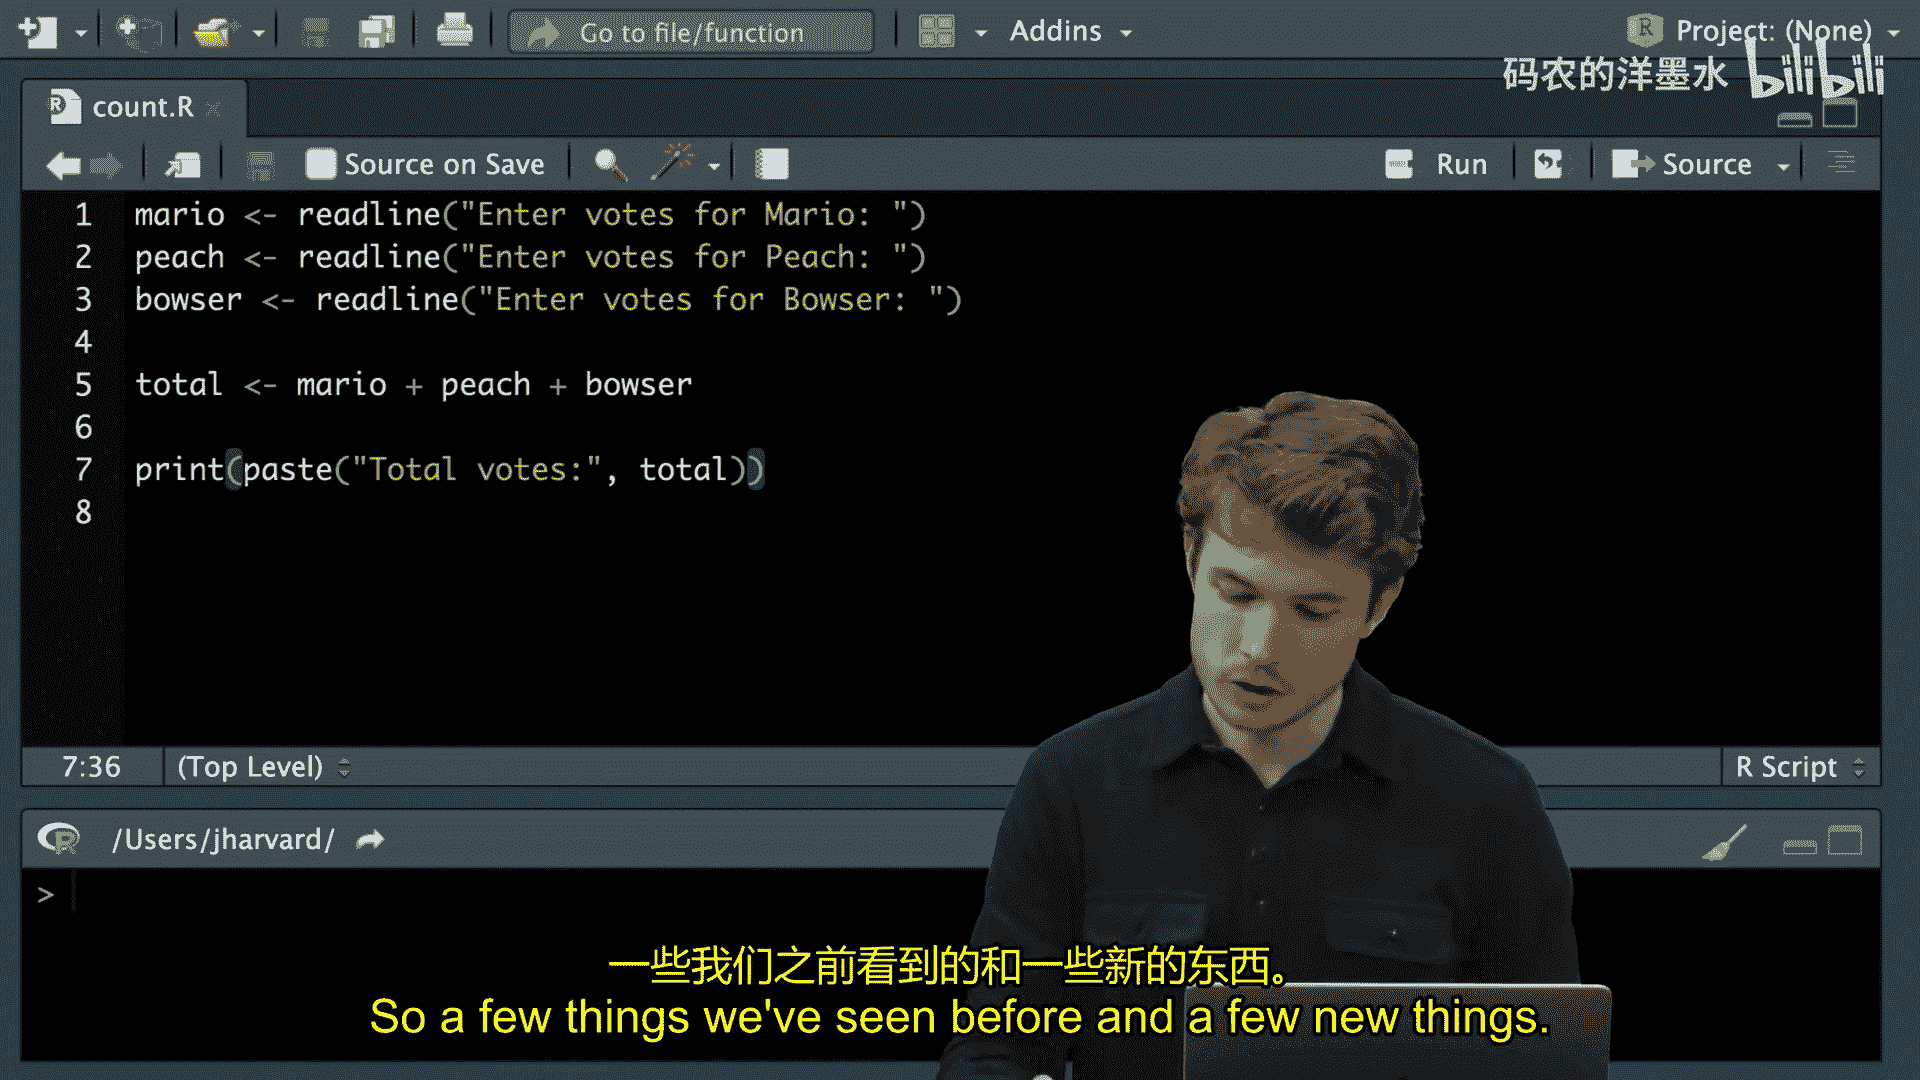 Go to file/function
Addins
Project: (None)
码农的洋墨水 bilibili
count.R
Source on Save
Run
Source
1 mario <- readline("Enter votes for Mario: ")
2 peach <- readline("Enter votes for Peach: ")
3 bowser <- readline("Enter votes for Bowser: ")
4
5 total <- mario + peach + bowser
6
7 print(paste("Total votes:", total))
8
7:36
(Top Level)
R Script
/Users/jharvard/
>
一些我们之前看到的和一些新的东西。
So a few things we've seen before and a few new things.